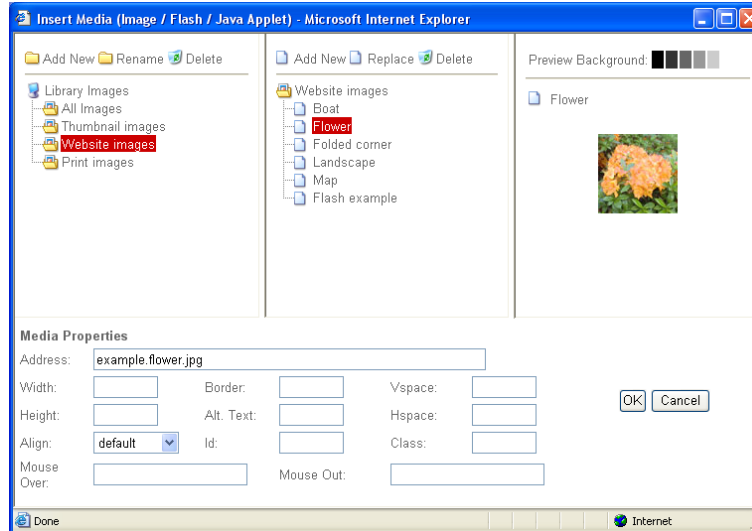 Insert Media (Image / Flash / Java Applet) - Microsoft Internet Explorer
Add New Rename Delete
Library Images
All Images
Thumbnail images
Website images
Print images
Add New Replace Delete
Website images
Boat
Flower
Folded corner
Landscape
Map
Flash example
Preview Background:
Flower
Media Properties
Address: example.flower.jpg
Width: Border: Vspace:
Height: Alt. Text: Hspace:
Align: default Id: Class:
Mouse Over: Mouse Out:
OK Cancel
Done Internet